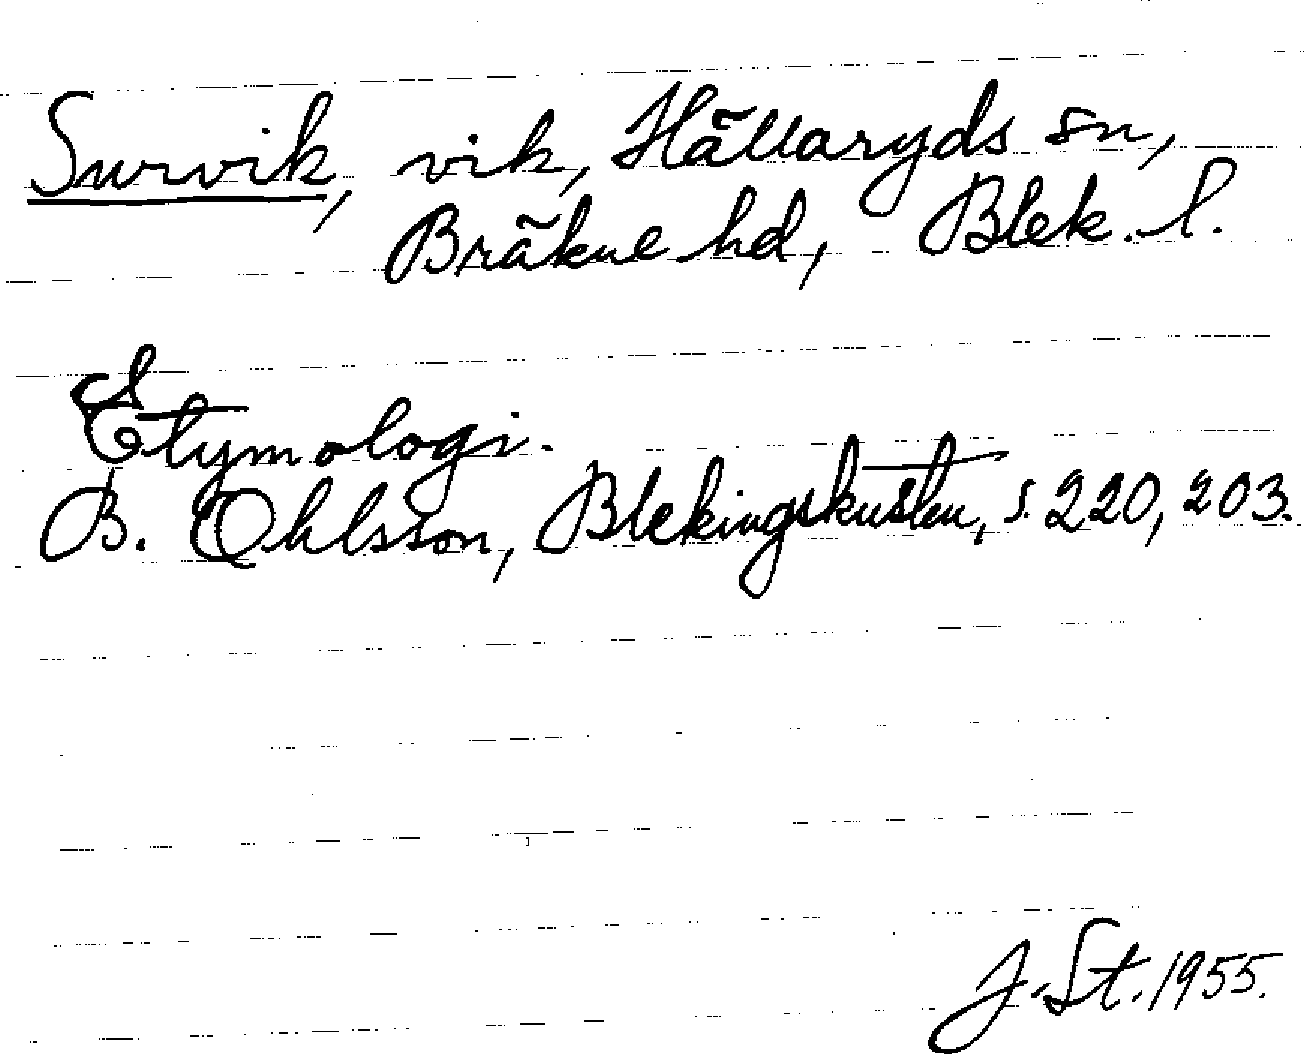 Survik, vik, Hällaryds sn,
Bräkne hd, Blek. l.
Etymologi.
B. Ohlsson, Blekingskusten, s. 220, 203.
J. St. 1955.